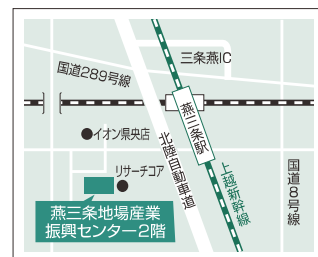 三条燕IC
国道289号線
燕三条駅
イオン県央店
北陸自動車道
上越新幹線
国道8号線
リサーチコア
燕三条地場産業
振興センター2階